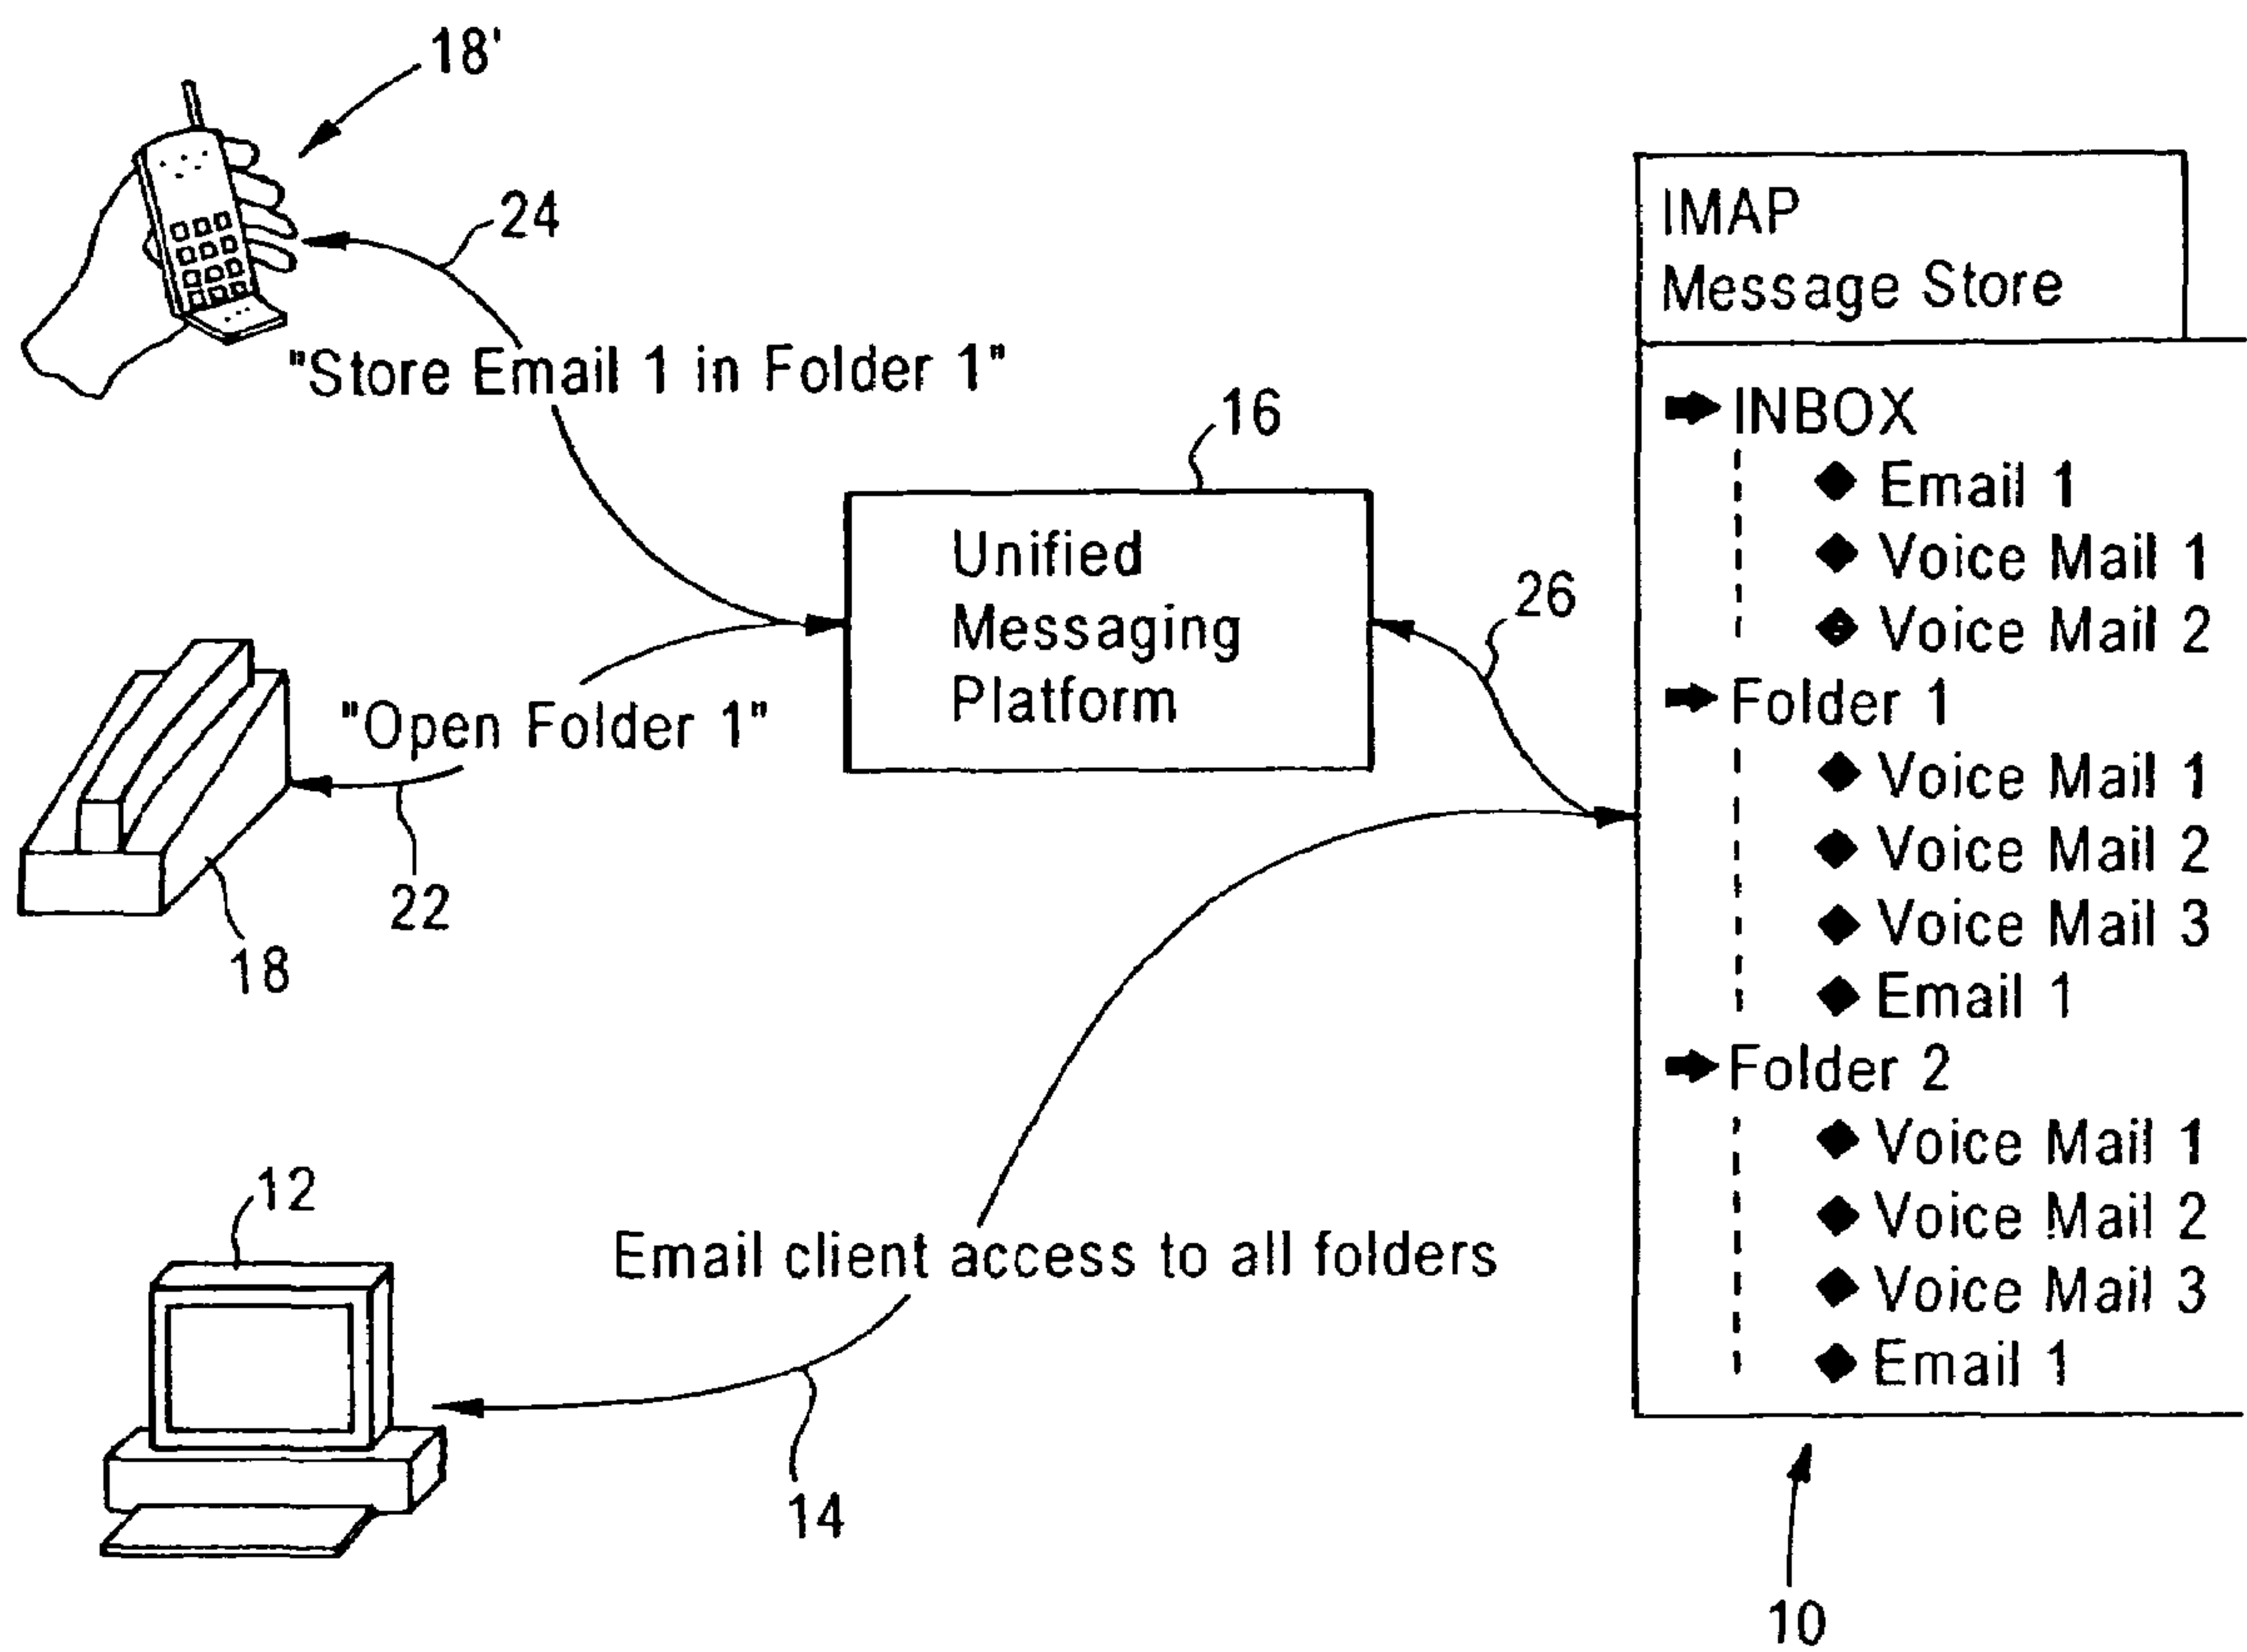 18'
24
"Store Email 1 in Folder 1"
16
Unified
Messaging
Platform
26
"Open Folder 1"
22
18
12
Email client access to all folders
14
IMAP
Message Store
INBOX
Email 1
Voice Mail 1
Voice Mail 2
Folder 1
Voice Mail 1
Voice Mail 2
Voice Mail 3
Email 1
Folder 2
Voice Mail 1
Voice Mail 2
Voice Mail 3
Email 1
10